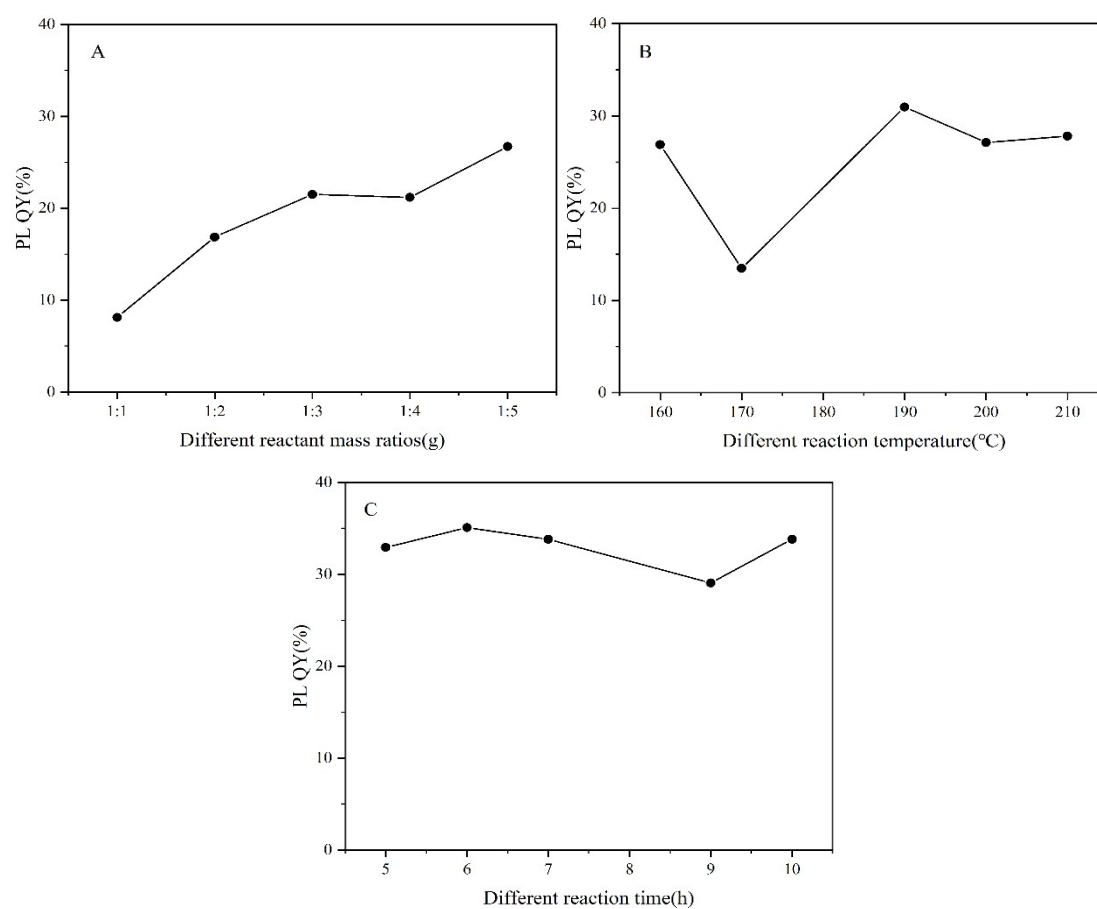 A
PL QY(%)
40
30
20
10
0
1:1 1:2 1:3 1:4 1:5
Different reactant mass ratios(g)
B
PL QY(%)
40
30
20
10
0
160 170 180 190 200 210
Different reaction temperature(°C)
C
PL QY(%)
40
30
20
10
0
5 6 7 8 9 10
Different reaction time(h)